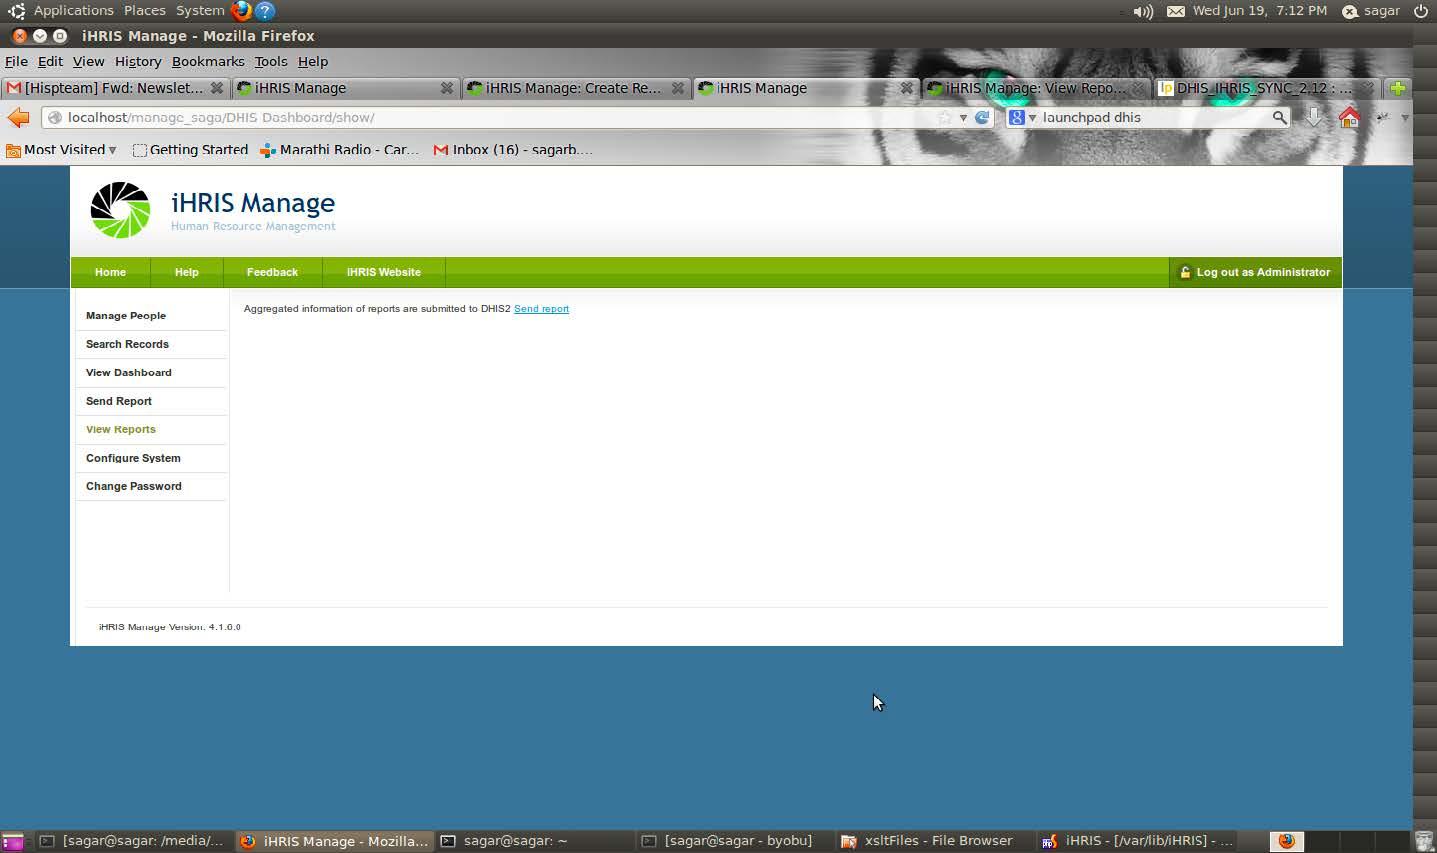 Applications Places System Wed Jun 19, 7:12 PM sagar
iHRIS Manage - Mozilla Firefox
File Edit View History Bookmarks Tools Help
[Hispteam] Fwd: Newslet... iHRIS Manage iHRIS Manage: Create Re... iHRIS Manage iHRIS Manage: View Repo... DHIS_IHRIS_SYNC_2.12 : ...
localhost/manage_saga/DHIS Dashboard/show/ launchpad dhis
Most Visited Getting Started Marathi Radio - Car... Inbox (16) - sagarb....
iHRIS Manage
Human Resource Management
Home Help Feedback iHRIS Website Log out as Administrator
Manage People
Aggregated information of reports are submitted to DHIS2 Send report
Search Records
View Dashboard
Send Report
View Reports
Configure System
Change Password
iHRIS Manage Version: 4.1.6.0
[sagar@sagar: /media/... iHRIS Manage - Mozilla... sagar@sagar: ~ [sagar@sagar - byobu] xsltFiles - File Browser iHRIS - [/var/lib/iHRIS] - ...